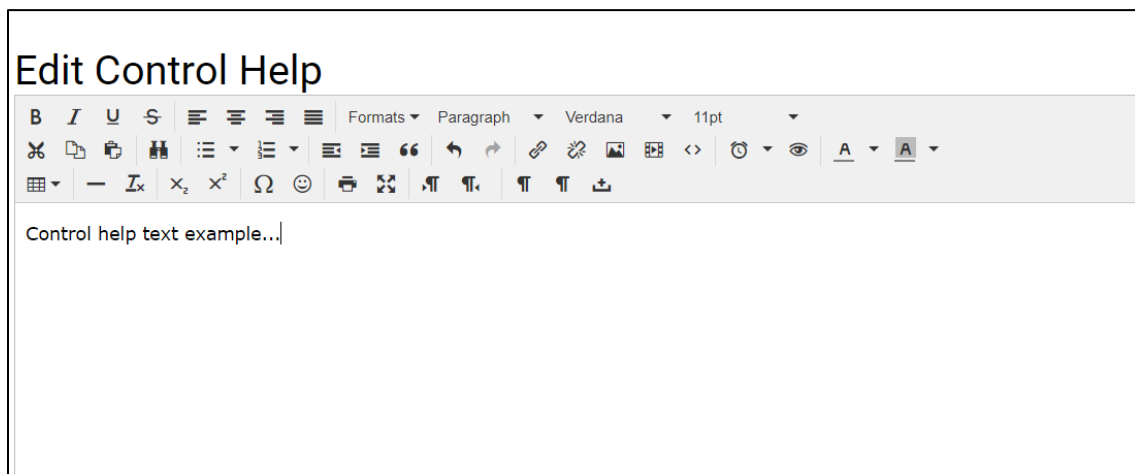 Edit Control Help
Formats Paragraph Verdana 11pt
Control help text example...